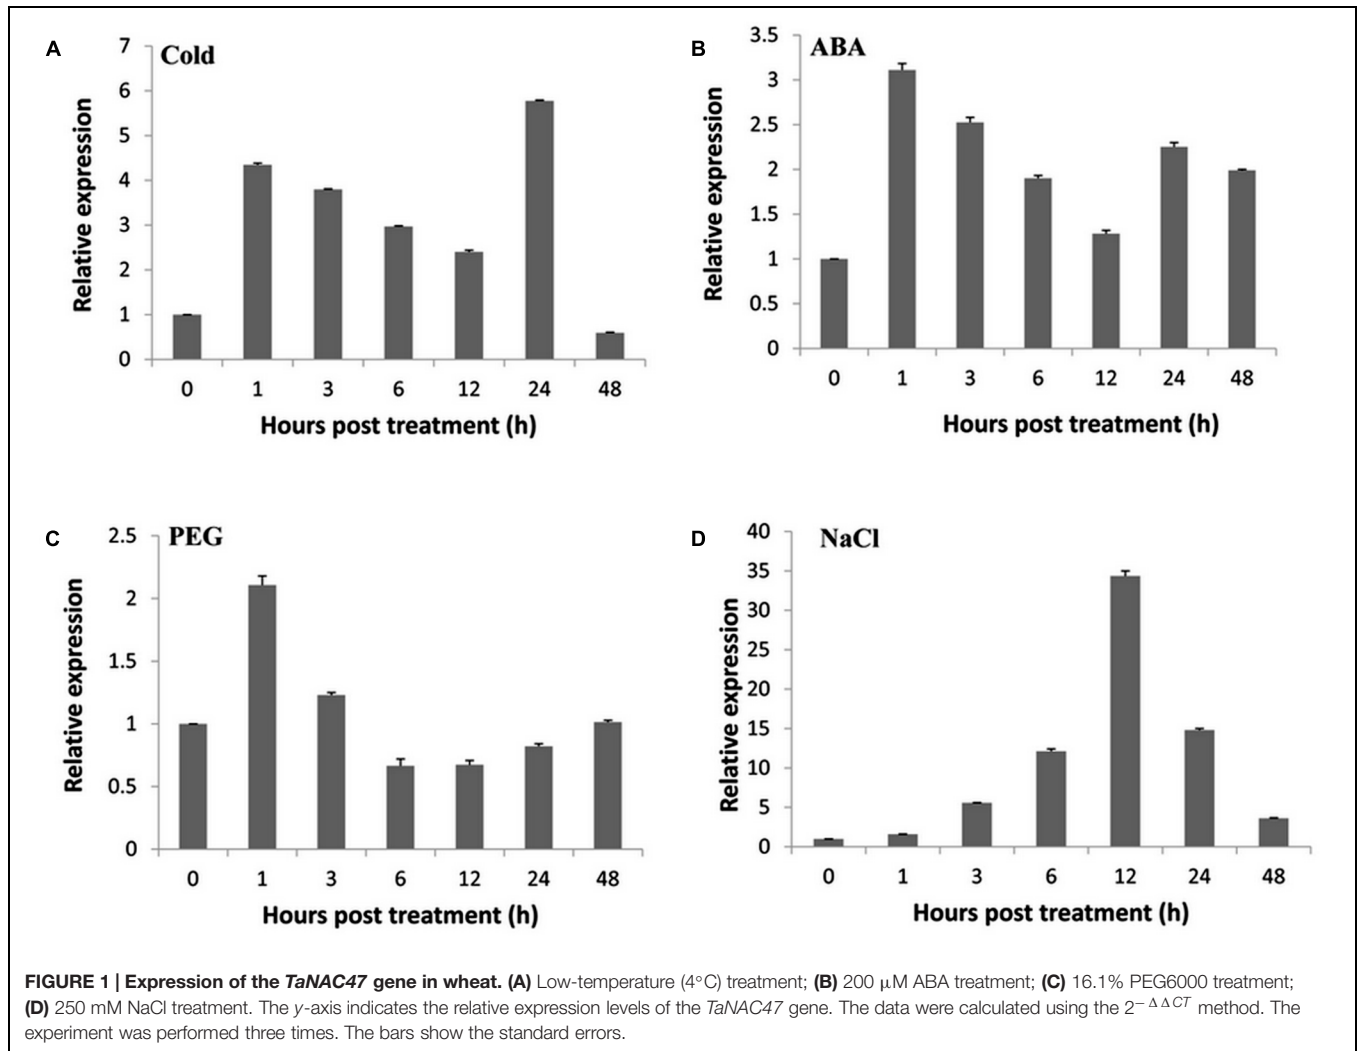 A
Cold
7
6
5
4
3
2
1
0
Relative expression
0 1 3 6 12 24 48
Hours post treatment (h)
B
ABA
3.5
3
2.5
2
1.5
1
0.5
0
Relative expression
0 1 3 6 12 24 48
Hours post treatment (h)
C
PEG
2.5
2
1.5
1
0.5
0
Relative expression
0 1 3 6 12 24 48
Hours post treatment (h)
D
NaCl
40
35
30
25
20
15
10
5
0
Relative expression
0 1 3 6 12 24 48
Hours post treatment (h)
FIGURE 1 | Expression of the TaNAC47 gene in wheat. (A) Low-temperature (4°C) treatment; (B) 200 μM ABA treatment; (C) 16.1% PEG6000 treatment;
(D) 250 mM NaCl treatment. The y-axis indicates the relative expression levels of the TaNAC47 gene. The data were calculated using the 2−ΔΔCT method. The
experiment was performed three times. The bars show the standard errors.